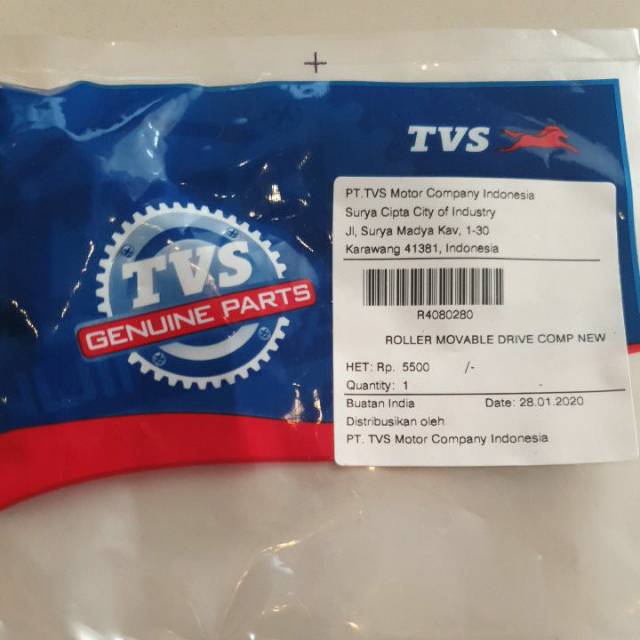 TVS
PT.TVS Motor Company Indonesia
Surya Cipta City of Industry
Jl, Surya Madya Kav, 1-30
Karawang 41381, Indonesia
R4080280
ROLLER MOVABLE DRIVE COMP NEW
HET: Rp. 5500 /-
Quantity: 1 -
Buatan India Date: 28.01.2020
Distribusikan oleh
PT. TVS Motor Company Indonesia
TVS
GENUINE PARTS